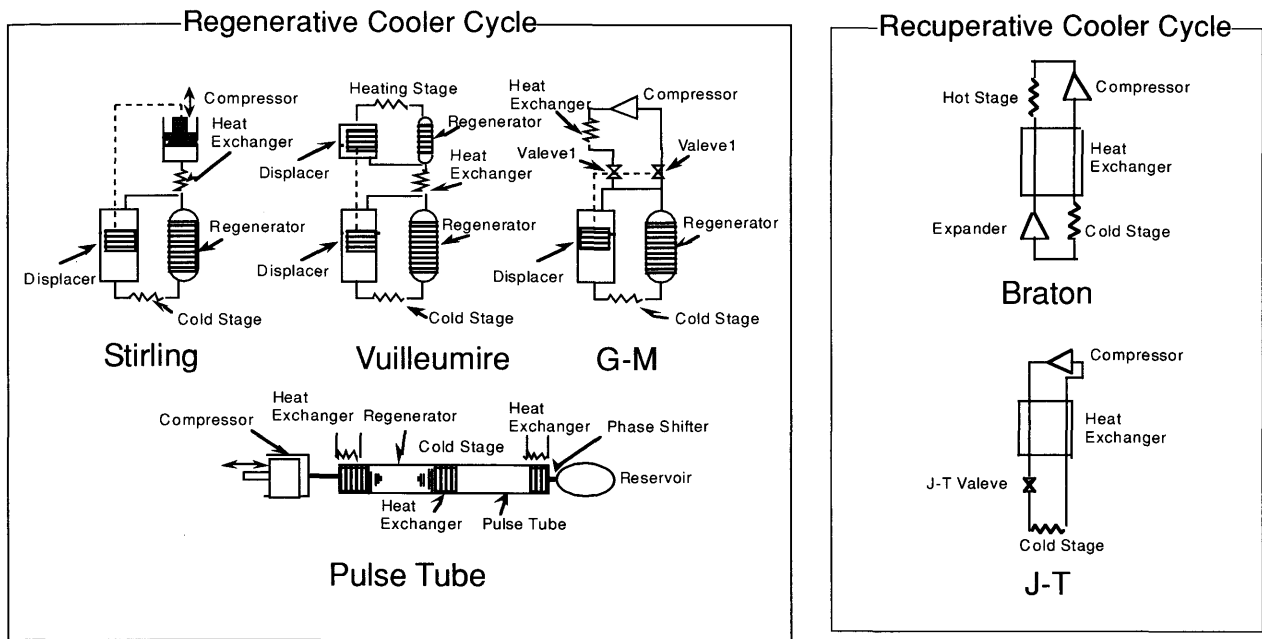 Regenerative Cooler Cycle
Compressor
Heat
Exchanger
Displacer
Regenerator
Cold Stage
Stirling
Heating Stage
Regenerator
Displacer
Heat
Exchanger
Regenerator
Displacer
Cold Stage
Vuilleumire
Heat
Exchanger
Compressor
Valeve1
Valeve1
Regenerator
Displacer
Cold Stage
G-M
Compressor
Heat
Exchanger
Regenerator
Cold Stage
Heat
Exchanger
Phase Shifter
Reservoir
Heat
Exchanger
Pulse Tube
Pulse Tube
Recuperative Cooler Cycle
Hot Stage
Compressor
Heat
Exchanger
Expander
Cold Stage
Braton
Compressor
Heat
Exchanger
J-T Valeve
Cold Stage
J-T